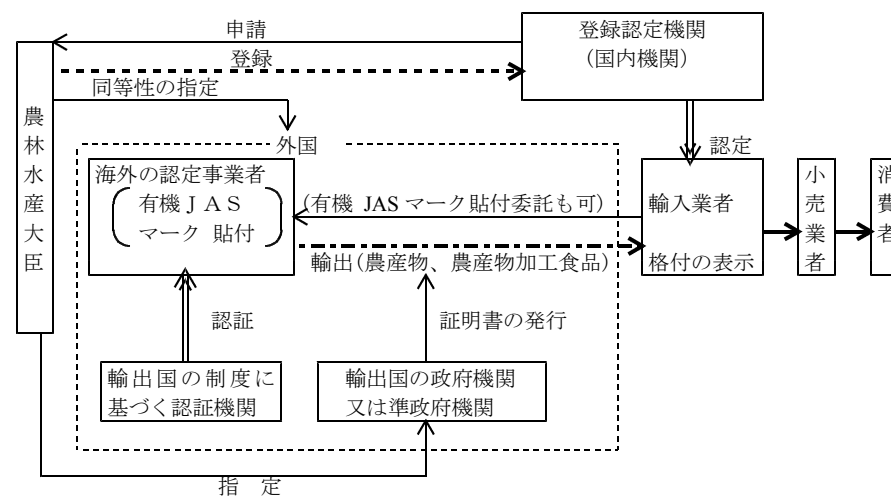 申請
登録認定機関
(国内機関)
登録
同等性の指定
農林水産大臣
外国
認定
海外の認定事業者
有機ＪＡＳ
マーク 貼付
(有機 JAS マーク貼付委託も可)
輸入業者
格付の表示
小売業者
消費者
輸出(農産物、農産物加工食品)
認証
証明書の発行
輸出国の制度に
基づく認証機関
輸出国の政府機関
又は準政府機関
指 定